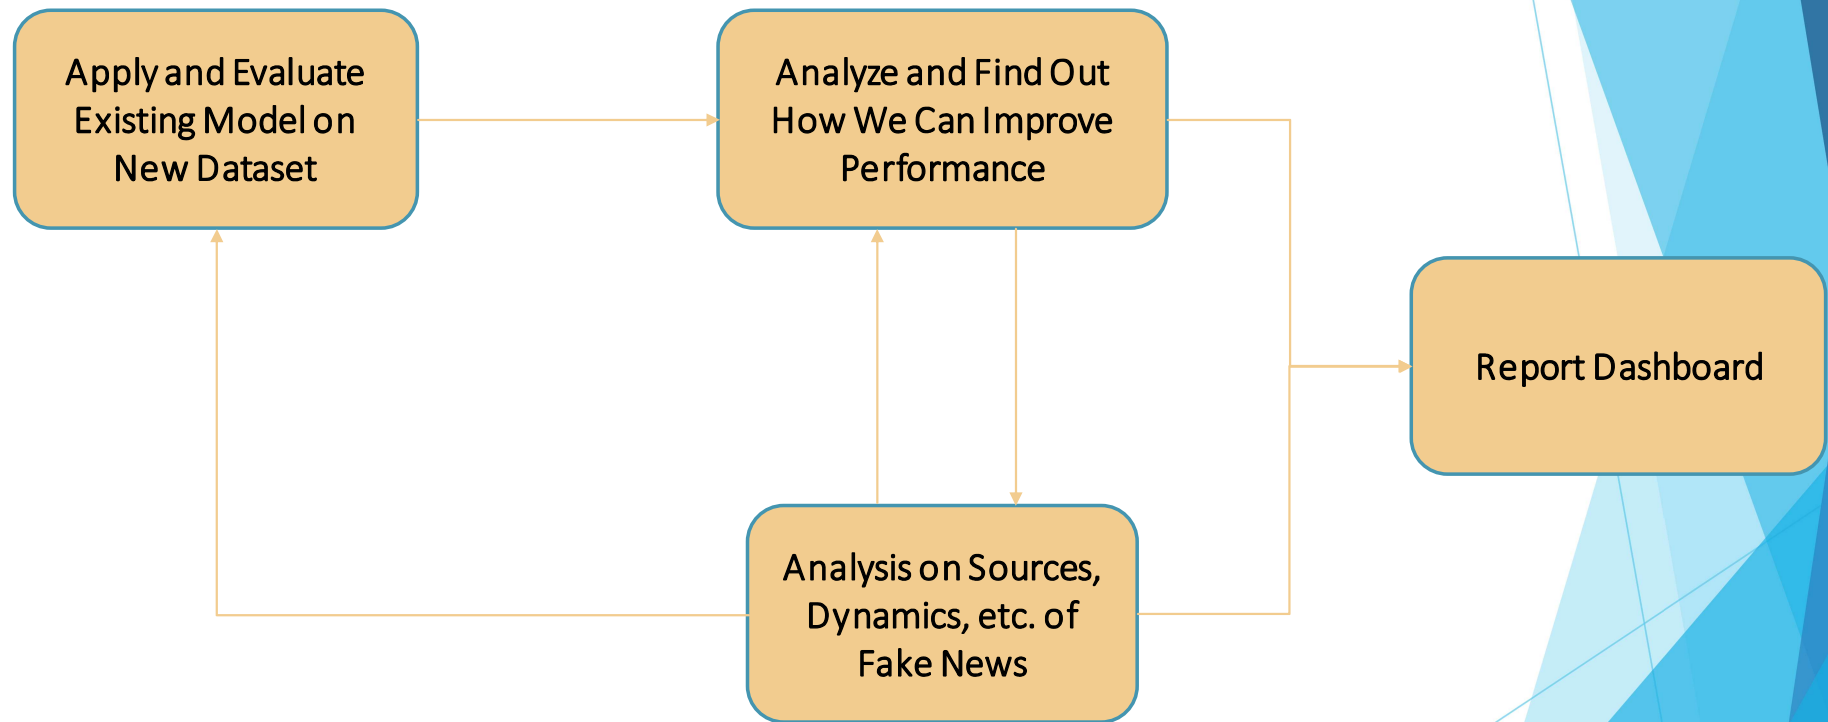 Apply and Evaluate
Existing Model on
New Dataset
Analyze and Find Out
How We Can Improve
Performance
Report Dashboard
Analysis on Sources,
Dynamics, etc. of
Fake News